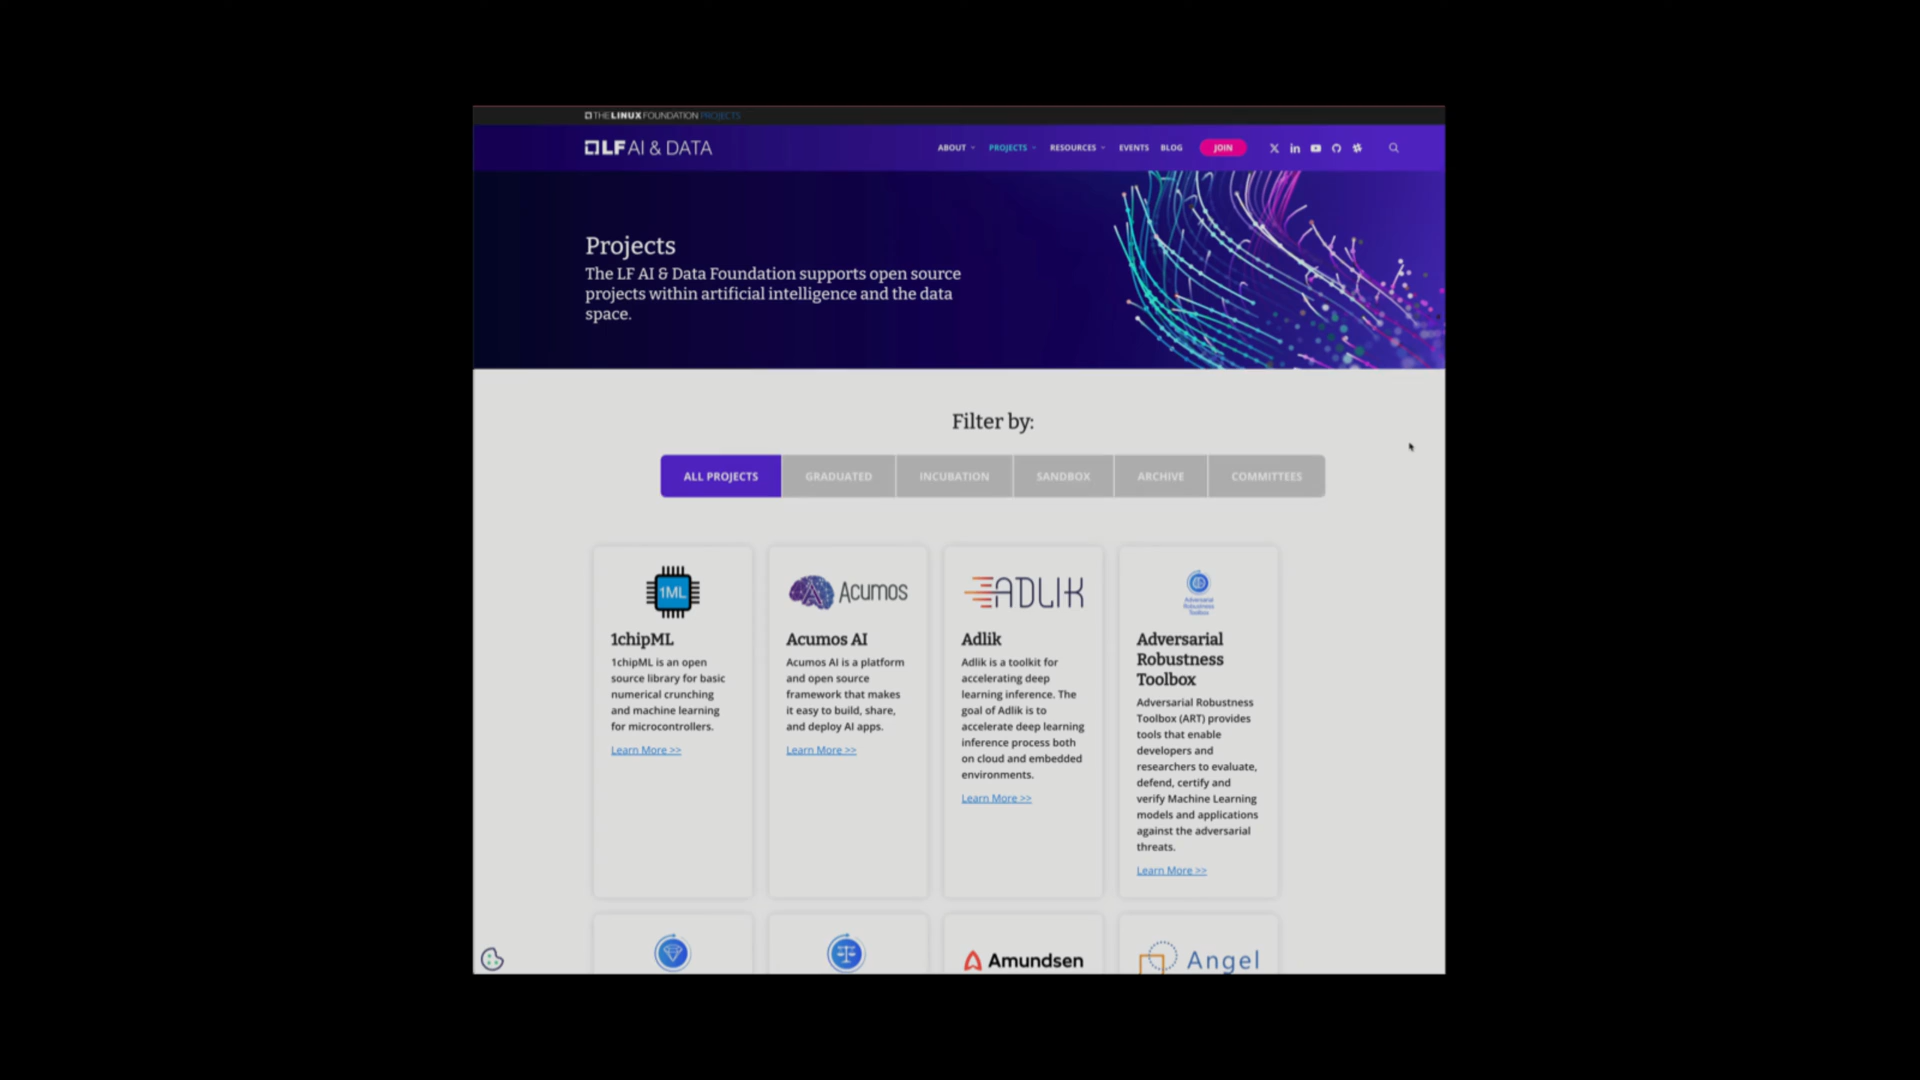 THE LINUX FOUNDATION PROJECTS
LF AI & DATA
ABOUT PROJECTS RESOURCES EVENTS BLOG JOIN
Projects
The LF AI & Data Foundation supports open source
projects within artificial intelligence and the data
space.
Filter by:
ALL PROJECTS GRADUATED INCUBATION SANDBOX ARCHIVE COMMITTEES
1ML
1chipML
1chipML is an open
source library for basic
numerical crunching
and machine learning
for microcontrollers.
Learn More >>
Acumos
Acumos AI
Acumos AI is a platform
and open source
framework that makes
it easy to build, share,
and deploy AI apps.
Learn More >>
ADLIK
Adlik
Adlik is a toolkit for
accelerating deep
learning inference. The
goal of Adlik is to
accelerate deep learning
inference process both
on cloud and embedded
environments.
Learn More >>
Adversarial
Robustness
Toolbox
Adversarial
Robustness
Toolbox
Adversarial Robustness
Toolbox (ART) provides
tools that enable
developers and
researchers to evaluate,
defend, certify and
verify Machine Learning
models and applications
against the adversarial
threats.
Learn More >>
Amundsen
Angel